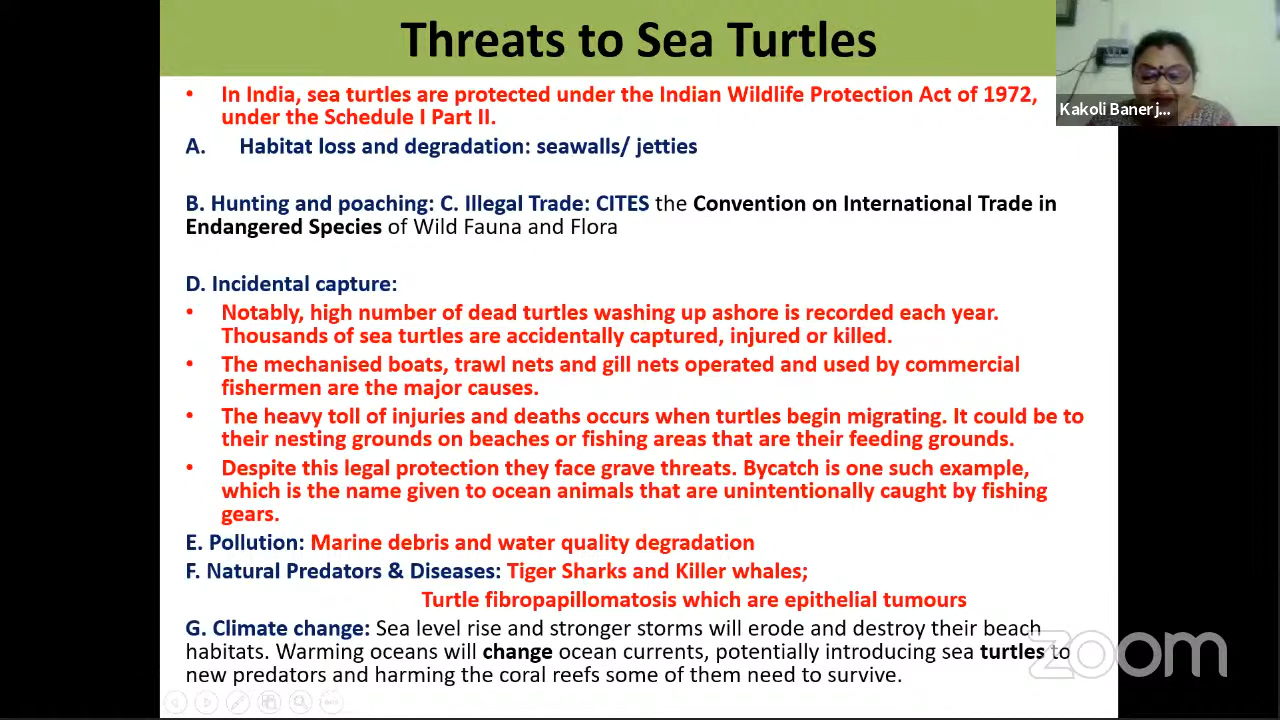 Threats to Sea Turtles
Kakoli Banerj...
• In India, sea turtles are protected under the Indian Wildlife Protection Act of 1972,
under the Schedule I Part II.
A. Habitat loss and degradation: seawalls/ jetties
B. Hunting and poaching: C. Illegal Trade: CITES the Convention on International Trade in
Endangered Species of Wild Fauna and Flora
D. Incidental capture:
• Notably, high number of dead turtles washing up ashore is recorded each year.
Thousands of sea turtles are accidentally captured, injured or killed.
• The mechanised boats, trawl nets and gill nets operated and used by commercial
fishermen are the major causes.
• The heavy toll of injuries and deaths occurs when turtles begin migrating. It could be to
their nesting grounds on beaches or fishing areas that are their feeding grounds.
• Despite this legal protection they face grave threats. Bycatch is one such example,
which is the name given to ocean animals that are unintentionally caught by fishing
gears.
E. Pollution: Marine debris and water quality degradation
F. Natural Predators & Diseases: Tiger Sharks and Killer whales;
Turtle fibropapillomatosis which are epithelial tumours
G. Climate change: Sea level rise and stronger storms will erode and destroy their beach
habitats. Warming oceans will change ocean currents, potentially introducing sea turtles to
new predators and harming the coral reefs some of them need to survive.
zoom